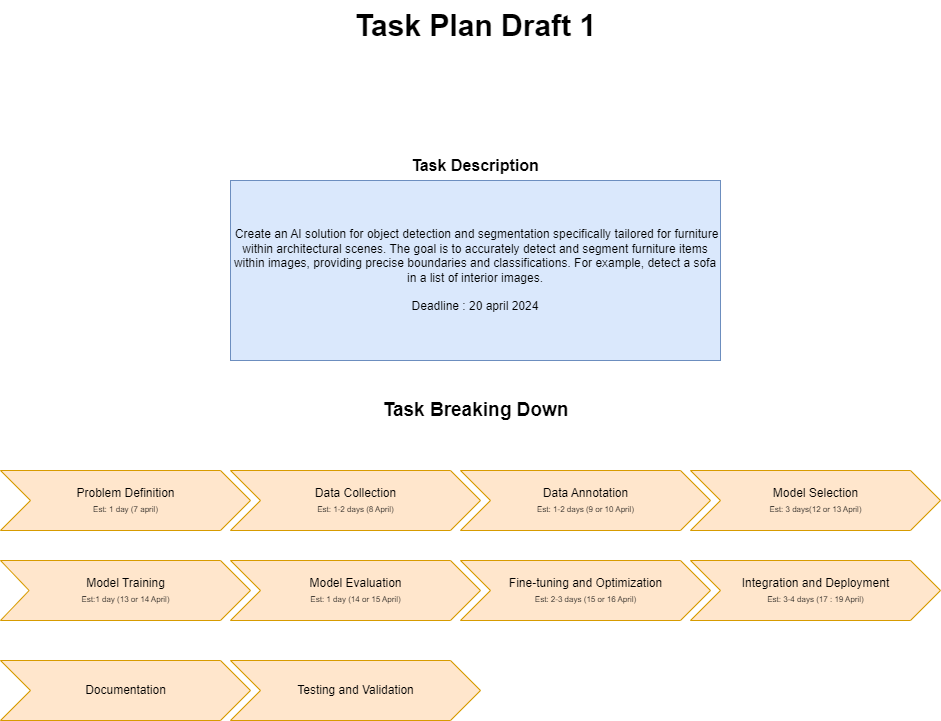 Task Plan Draft 1
Task Description
Create an AI solution for object detection and segmentation specifically tailored for furniture
within architectural scenes. The goal is to accurately detect and segment furniture items
within images, providing precise boundaries and classifications. For example, detect a sofa
in a list of interior images.
Deadline : 20 april 2024
Task Breaking Down
Problem Definition
Est: 1 day (7 april)
Data Collection
Est: 1-2 days (8 April)
Data Annotation
Est: 1-2 days (9 or 10 April)
Model Selection
Est: 3 days(12 or 13 April)
Model Training
Est:1 day (13 or 14 April)
Model Evaluation
Est: 1 day (14 or 15 April)
Fine-tuning and Optimization
Est: 2-3 days (15 or 16 April)
Integration and Deployment
Est: 3-4 days (17 : 19 April)
Documentation
Testing and Validation